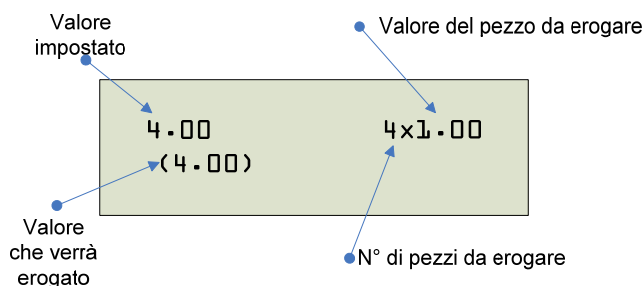 Valore
impostato
Valore del pezzo da erogare
4.00
4x1.00
(4.00)
Valore
che verrà
erogato
N° di pezzi da erogare